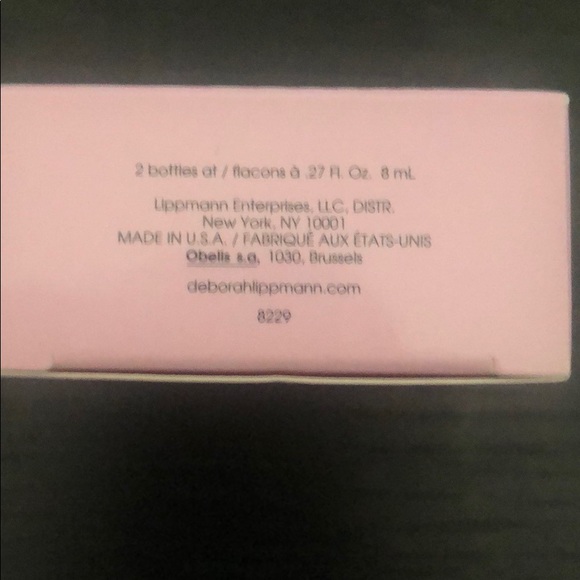 2 bottles at / flacons à .27 Fl. Oz. 8 mL
Lippmann Enterprises, LLC, DISTR.
New York, NY 10001
MADE IN U.S.A. / FABRIQUÉ AUX ÉTATS-UNIS
Obelis s.a, 1030, Brussels
deborahlippmann.com
8229